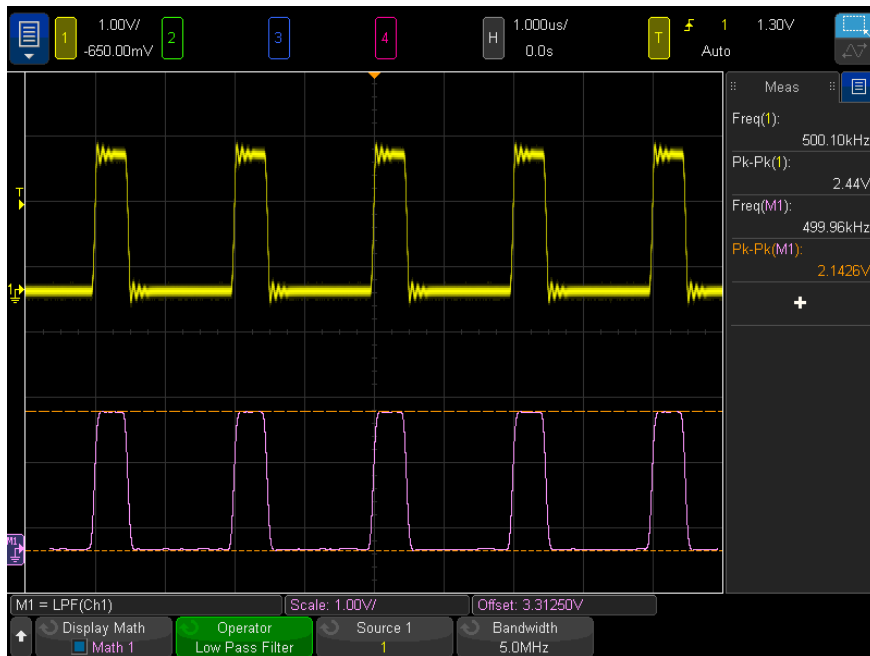 1 1.00V/ 2 3 4 H 1.000us/ T 1 1.30V
-650.00mV 0.0s Auto
Meas
Freq(1):
500.10kHz
Pk-Pk(1):
2.44V
Freq(M1):
499.96kHz
Pk-Pk(M1):
2.1426V
+
T
1
M1
M1 = LPF(Ch1) Scale: 1.00V/ Offset: 3.31250V
Display Math Operator Source 1 Bandwidth
Math 1 Low Pass Filter 1 5.0MHz